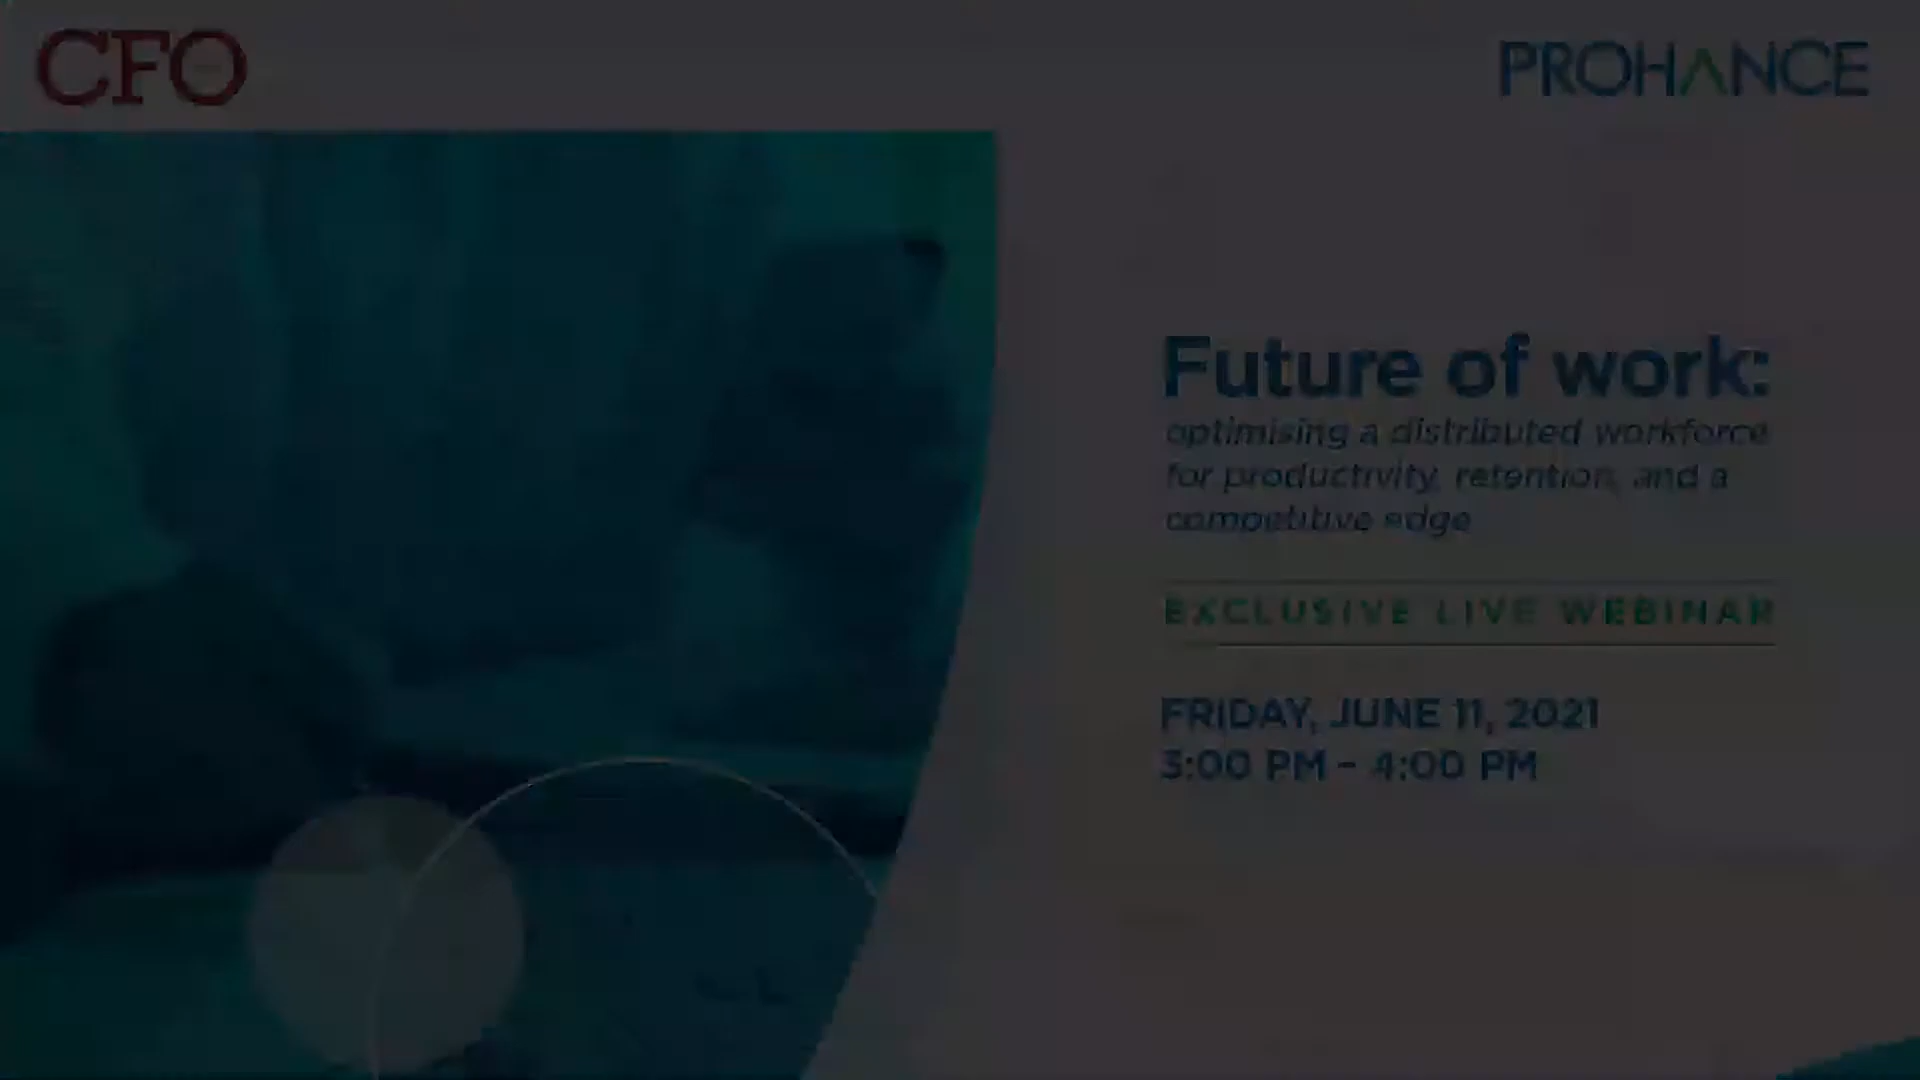 CFO
PROHANCE
Future of work:
optimising a distributed workforce
for productivity, retention, and a
competitive edge
EXCLUSIVE LIVE WEBINAR
FRIDAY, JUNE 11, 2021
3:00 PM - 4:00 PM